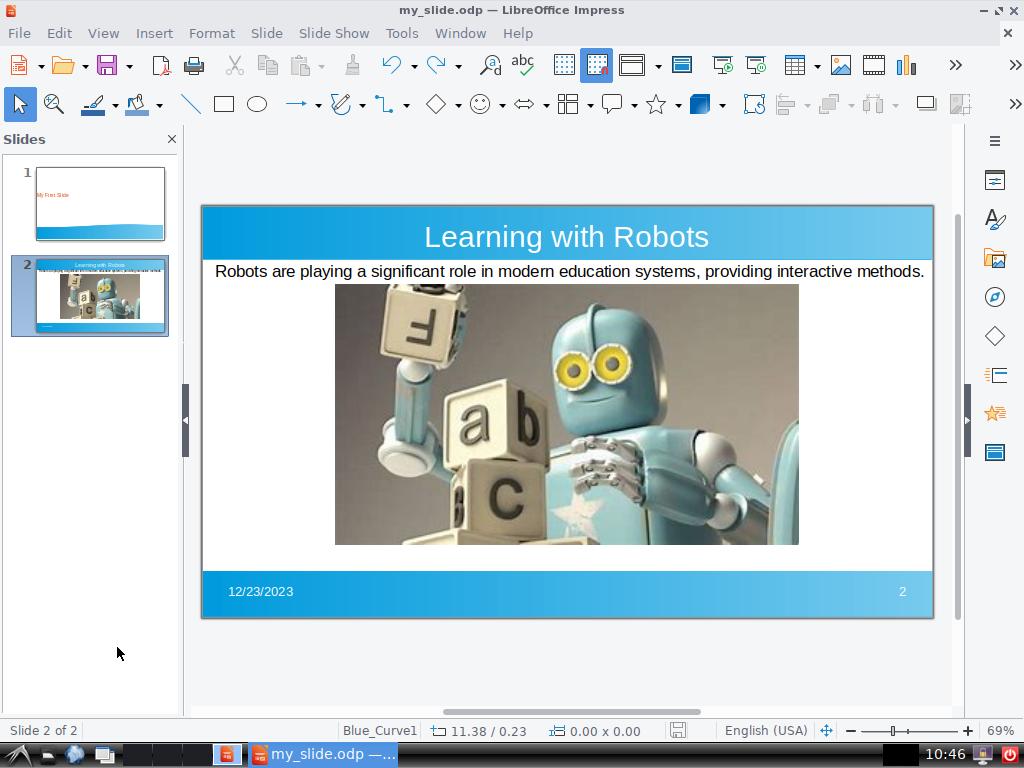 my_slide.odp — LibreOffice Impress
File Edit View Insert Format Slide Slide Show Tools Window Help
Slides
1
My First Slide
2
Learning with Robots
Learning with Robots
Robots are playing a significant role in modern education systems, providing interactive methods.
F
a b
B C
12/23/2023 2
Slide 2 of 2 Blue_Curve1 11.38 / 0.23 0.00 x 0.00 English (USA) 69%
my_slide.odp —... 10:46